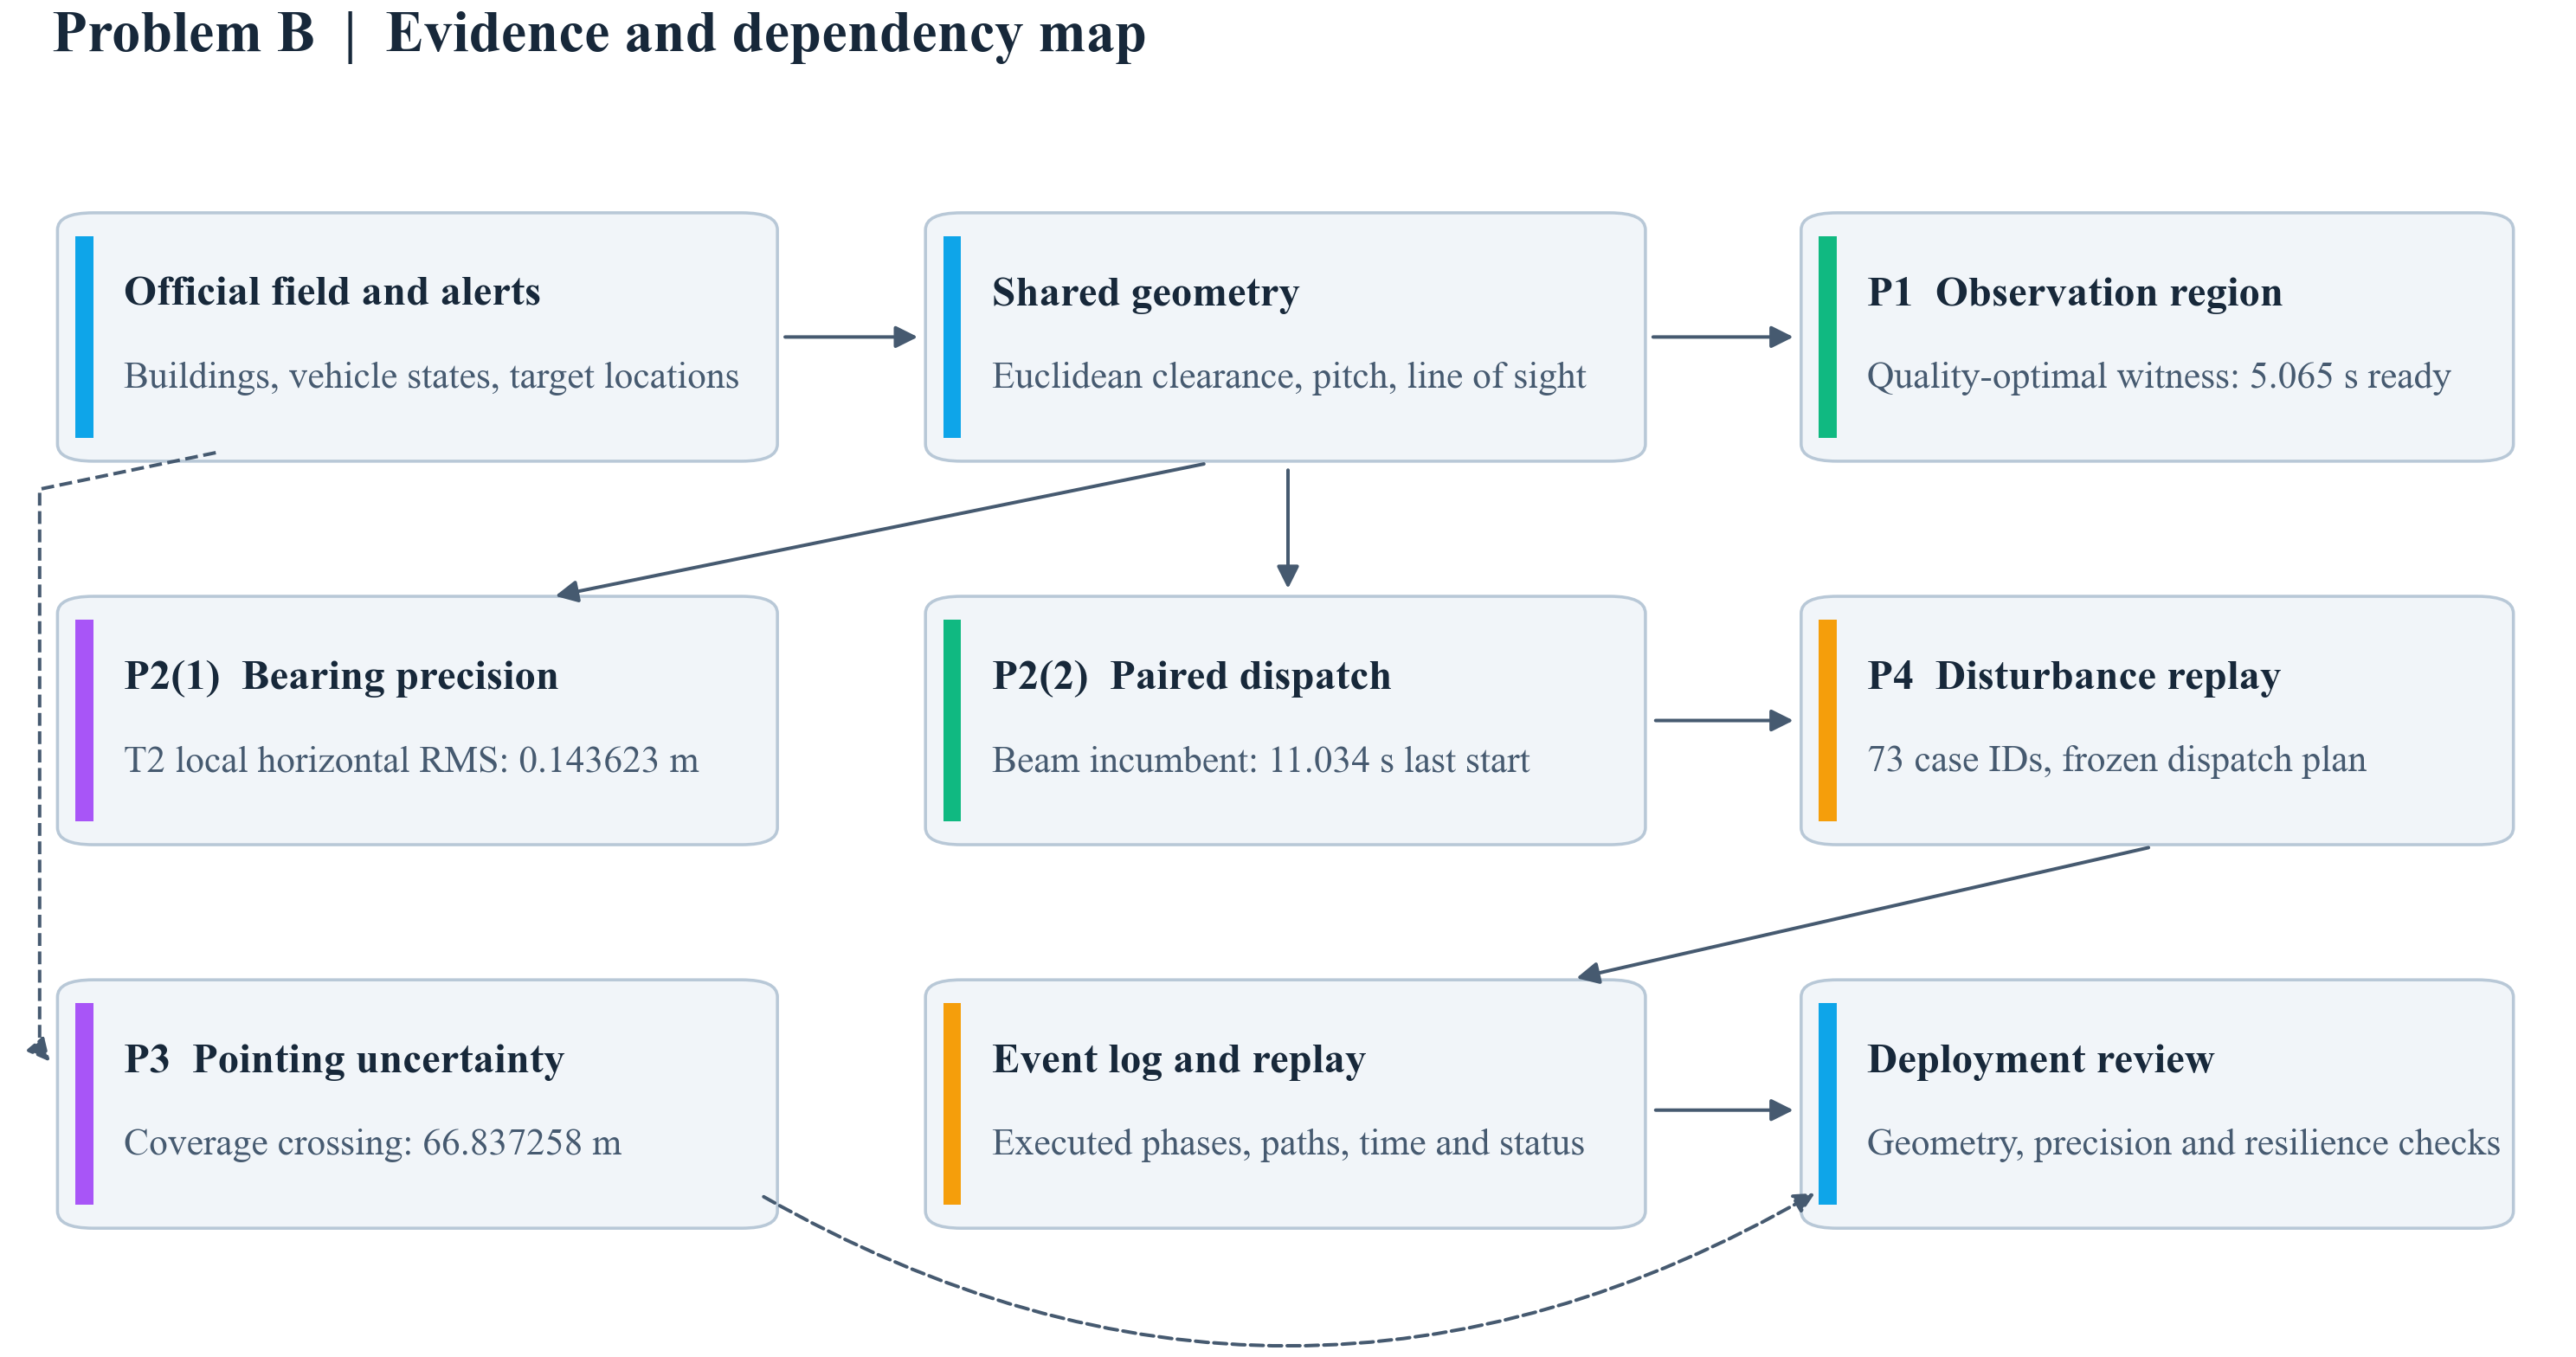 Problem B | Evidence and dependency map
Official field and alerts
Buildings, vehicle states, target locations
Shared geometry
Euclidean clearance, pitch, line of sight
P1 Observation region
Quality-optimal witness: 5.065 s ready
P2(1) Bearing precision
T2 local horizontal RMS: 0.143623 m
P2(2) Paired dispatch
Beam incumbent: 11.034 s last start
P4 Disturbance replay
73 case IDs, frozen dispatch plan
P3 Pointing uncertainty
Coverage crossing: 66.837258 m
Event log and replay
Executed phases, paths, time and status
Deployment review
Geometry, precision and resilience checks